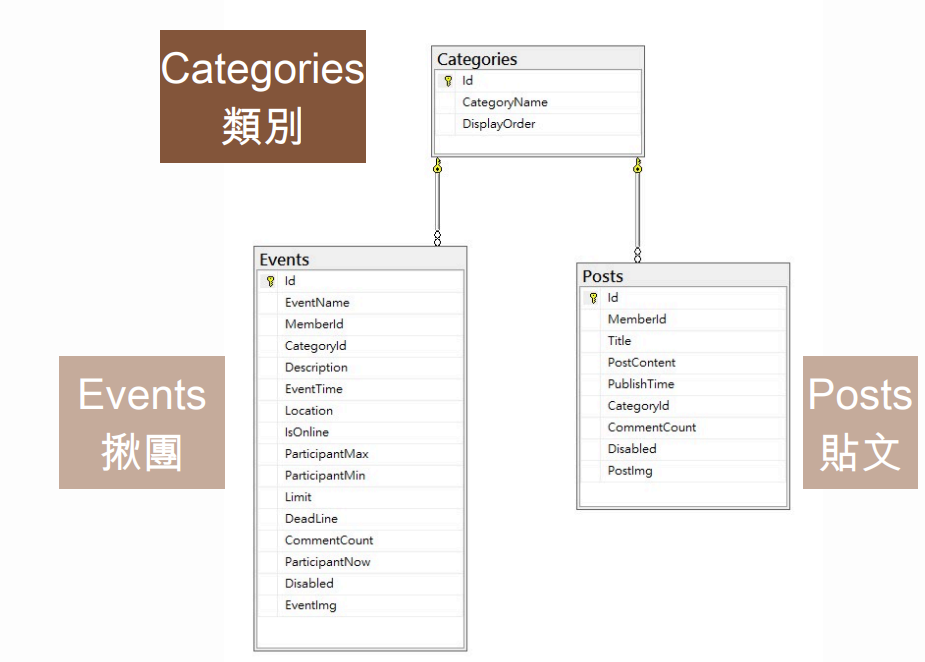 Categories
類別
Categories
Id
CategoryName
DisplayOrder
Events
Id
EventName
MemberId
CategoryId
Description
EventTime
Location
IsOnline
ParticipantMax
ParticipantMin
Limit
DeadLine
CommentCount
ParticipantNow
Disabled
EventImg
Events
揪團
Posts
Id
MemberId
Title
PostContent
PublishTime
CategoryId
CommentCount
Disabled
PostImg
Posts
貼文